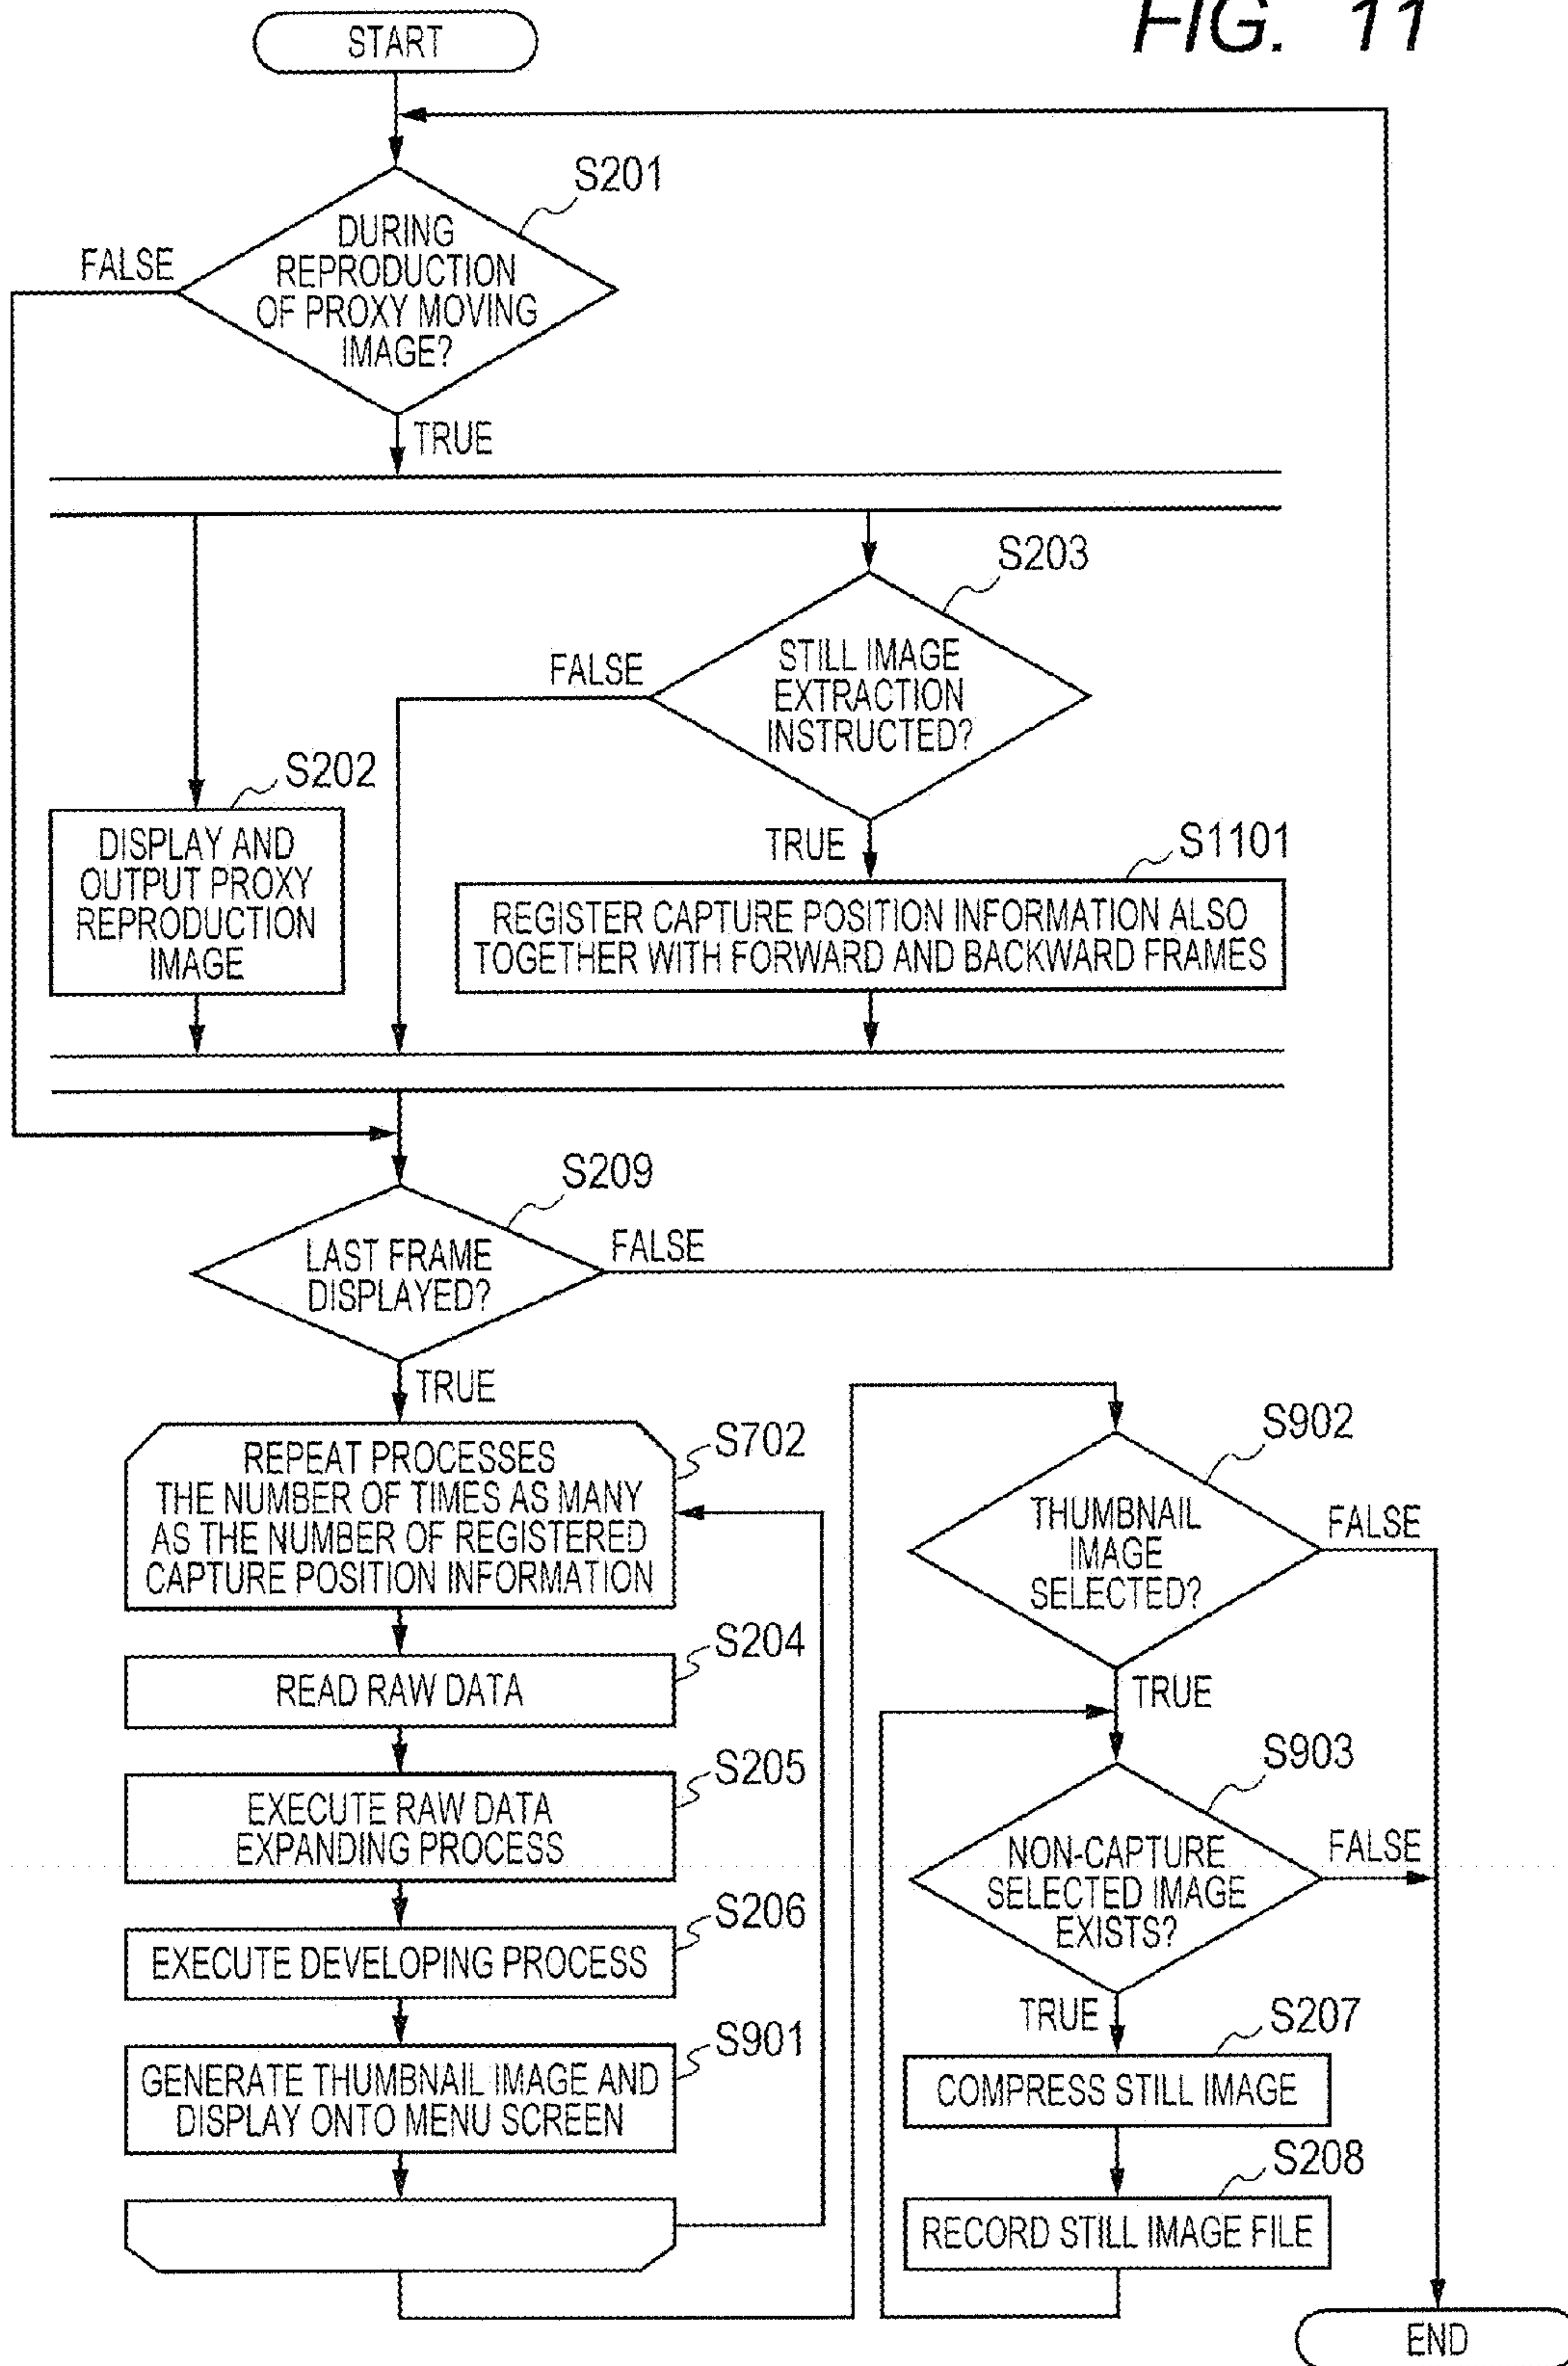 FIG. 11
START
S201
DURING
REPRODUCTION
OF PROXY MOVING
IMAGE?
FALSE
TRUE
S203
STILL IMAGE
EXTRACTION
INSTRUCTED?
FALSE
S202
DISPLAY AND
OUTPUT PROXY
REPRODUCTION
IMAGE
TRUE
S1101
REGISTER CAPTURE POSITION INFORMATION ALSO
TOGETHER WITH FORWARD AND BACKWARD FRAMES
S209
LAST FRAME
DISPLAYED?
FALSE
TRUE
S702
REPEAT PROCESSES
THE NUMBER OF TIMES AS MANY
AS THE NUMBER OF REGISTERED
CAPTURE POSITION INFORMATION
S204
READ RAW DATA
S205
EXECUTE RAW DATA
EXPANDING PROCESS
S206
EXECUTE DEVELOPING PROCESS
S901
GENERATE THUMBNAIL IMAGE AND
DISPLAY ONTO MENU SCREEN
S902
THUMBNAIL
IMAGE
SELECTED?
FALSE
TRUE
S903
NON-CAPTURE
SELECTED IMAGE
EXISTS?
FALSE
TRUE
S207
COMPRESS STILL IMAGE
S208
RECORD STILL IMAGE FILE
END